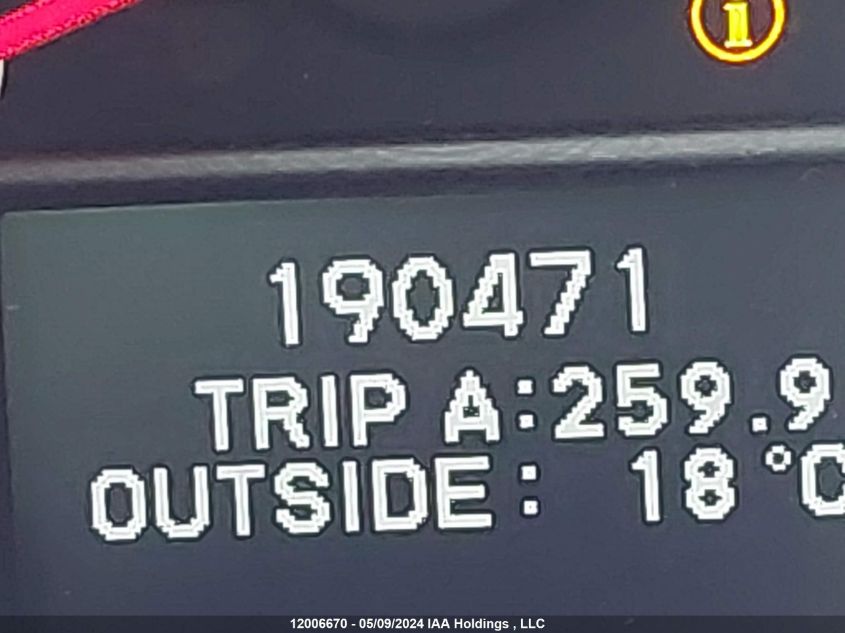 i
190471
TRIP A:259.9
OUTSIDE: 18°C
12006670 - 05/09/2024 IAA Holdings , LLC